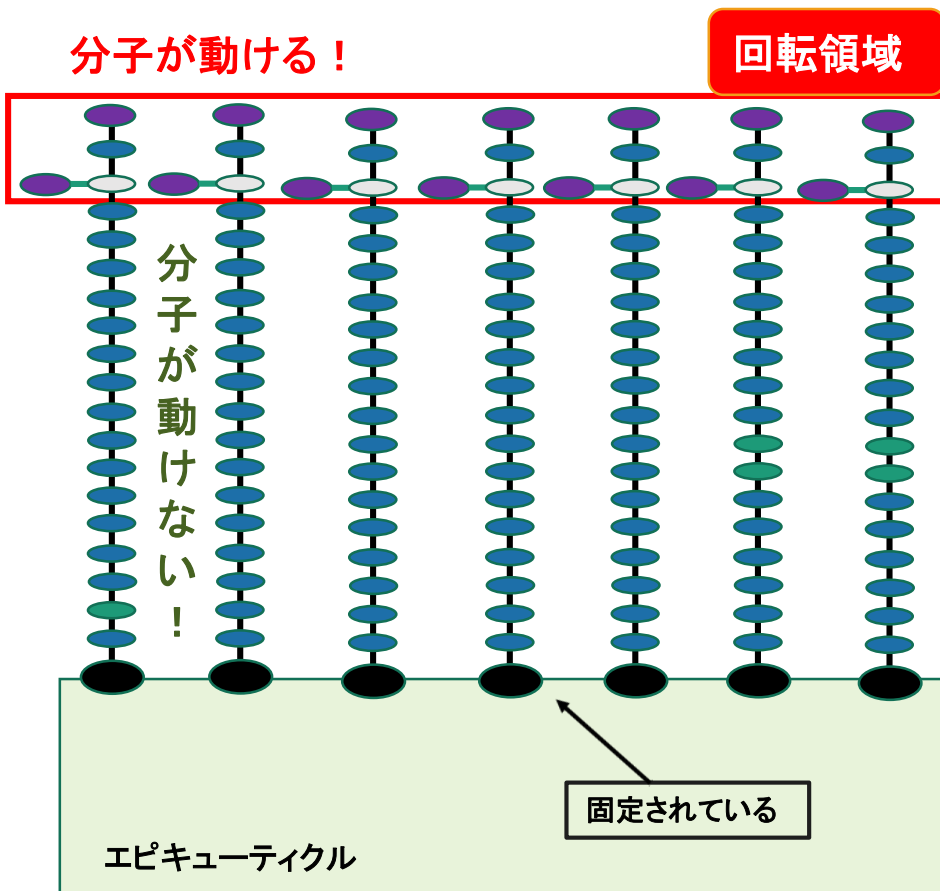 分子が動ける！
回転領域
分子が動けない！
固定されている
エピキューティクル